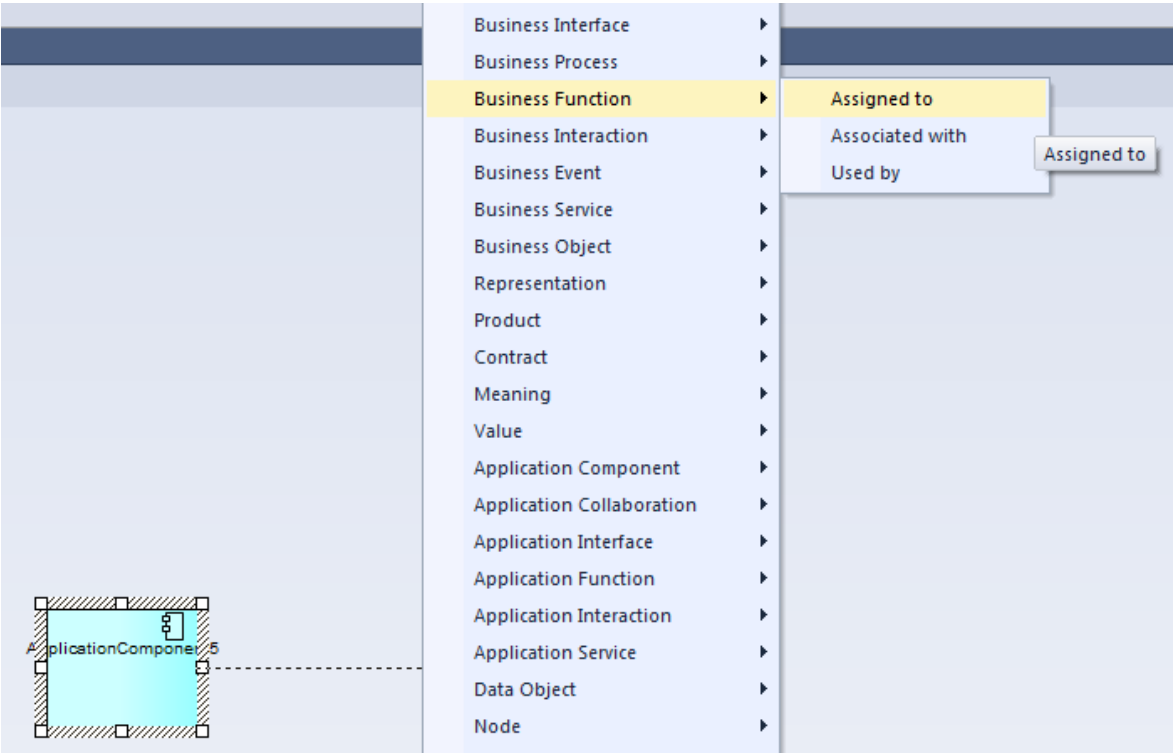 Business Interface
Business Process
Business Function
Assigned to
Business Interaction
Associated with
Assigned to
Business Event
Used by
Business Service
Business Object
Representation
Product
Contract
Meaning
Value
Application Component
Application Collaboration
Application Interface
Application Function
Application Interaction
ApplicationComponent5
Application Service
Data Object
Node